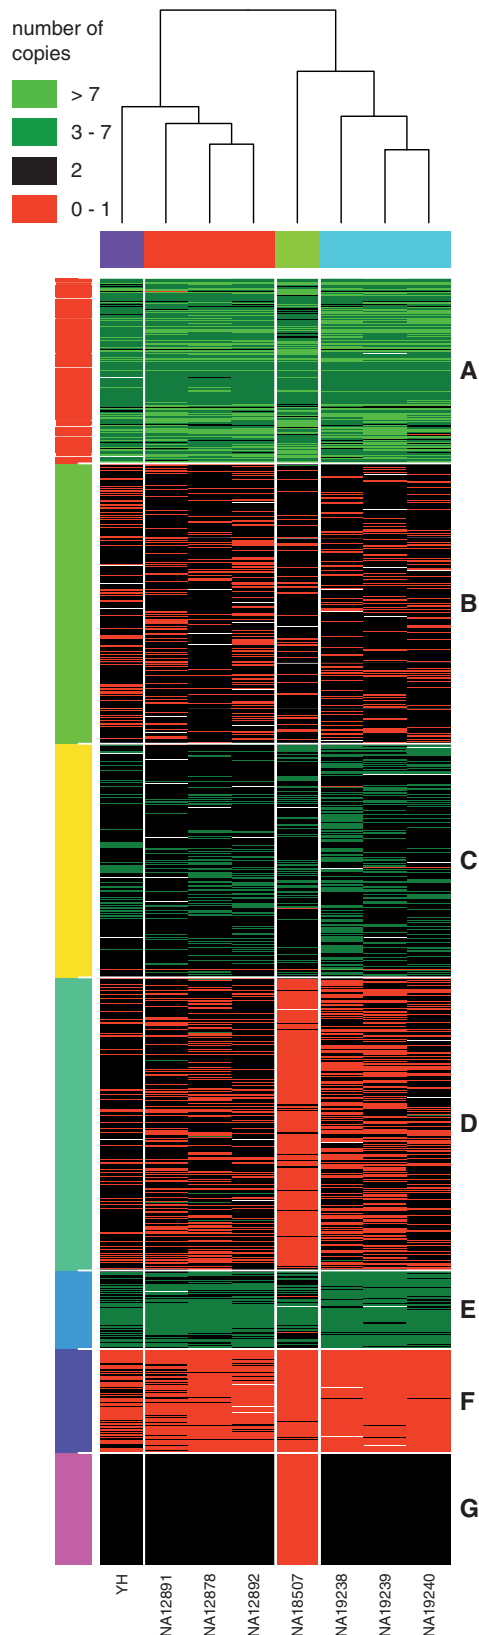 number of
copies
> 7
3 - 7
2
0 - 1
A
B
C
D
E
F
G
YH
NA12891
NA12878
NA12892
NA18507
NA19238
NA19239
NA19240